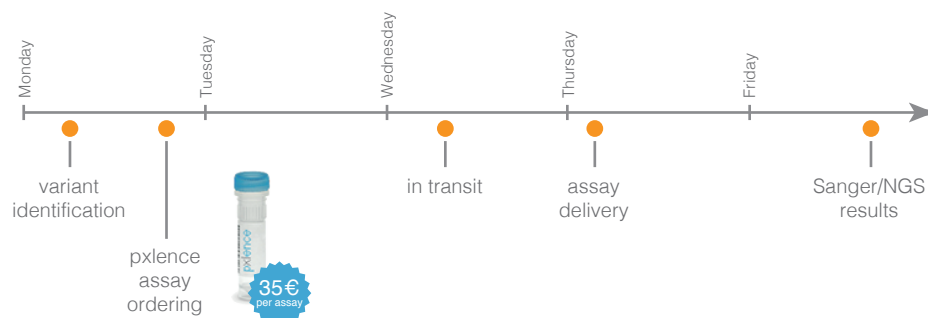 Monday
Tuesday
Wednesday
Thursday
Friday
variant
identification
pxlence
assay
ordering
pxlence
35 €
per assay
in transit
assay
delivery
Sanger/NGS
results